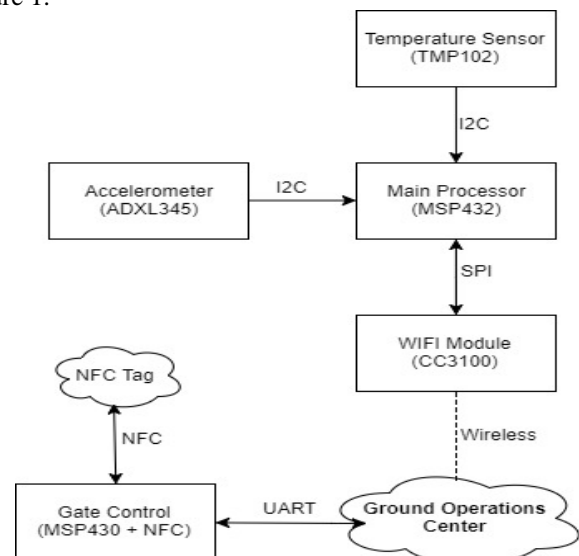 ure 1.
Temperature Sensor
(TMP102)
I2C
Accelerometer
(ADXL345)
I2C
Main Processor
(MSP432)
SPI
WIFI Module
(CC3100)
NFC Tag
Wireless
NFC
Gate Control
(MSP430 + NFC)
UART
Ground Operations
Center